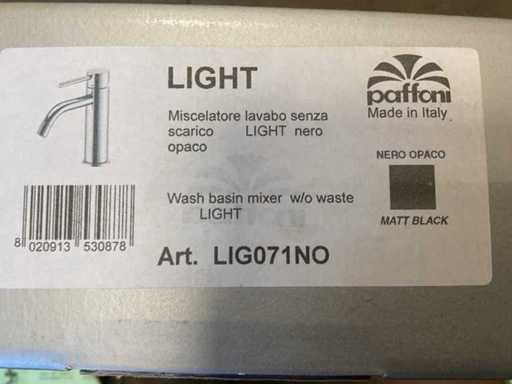 LIGHT
Miscelatore lavabo senza
scarico LIGHT nero
opaco
Wash basin mixer w/o waste
LIGHT
Art. LIG071NO
8 020913 530878
paffoni
Made in Italy
NERO OPACO
MATT BLACK